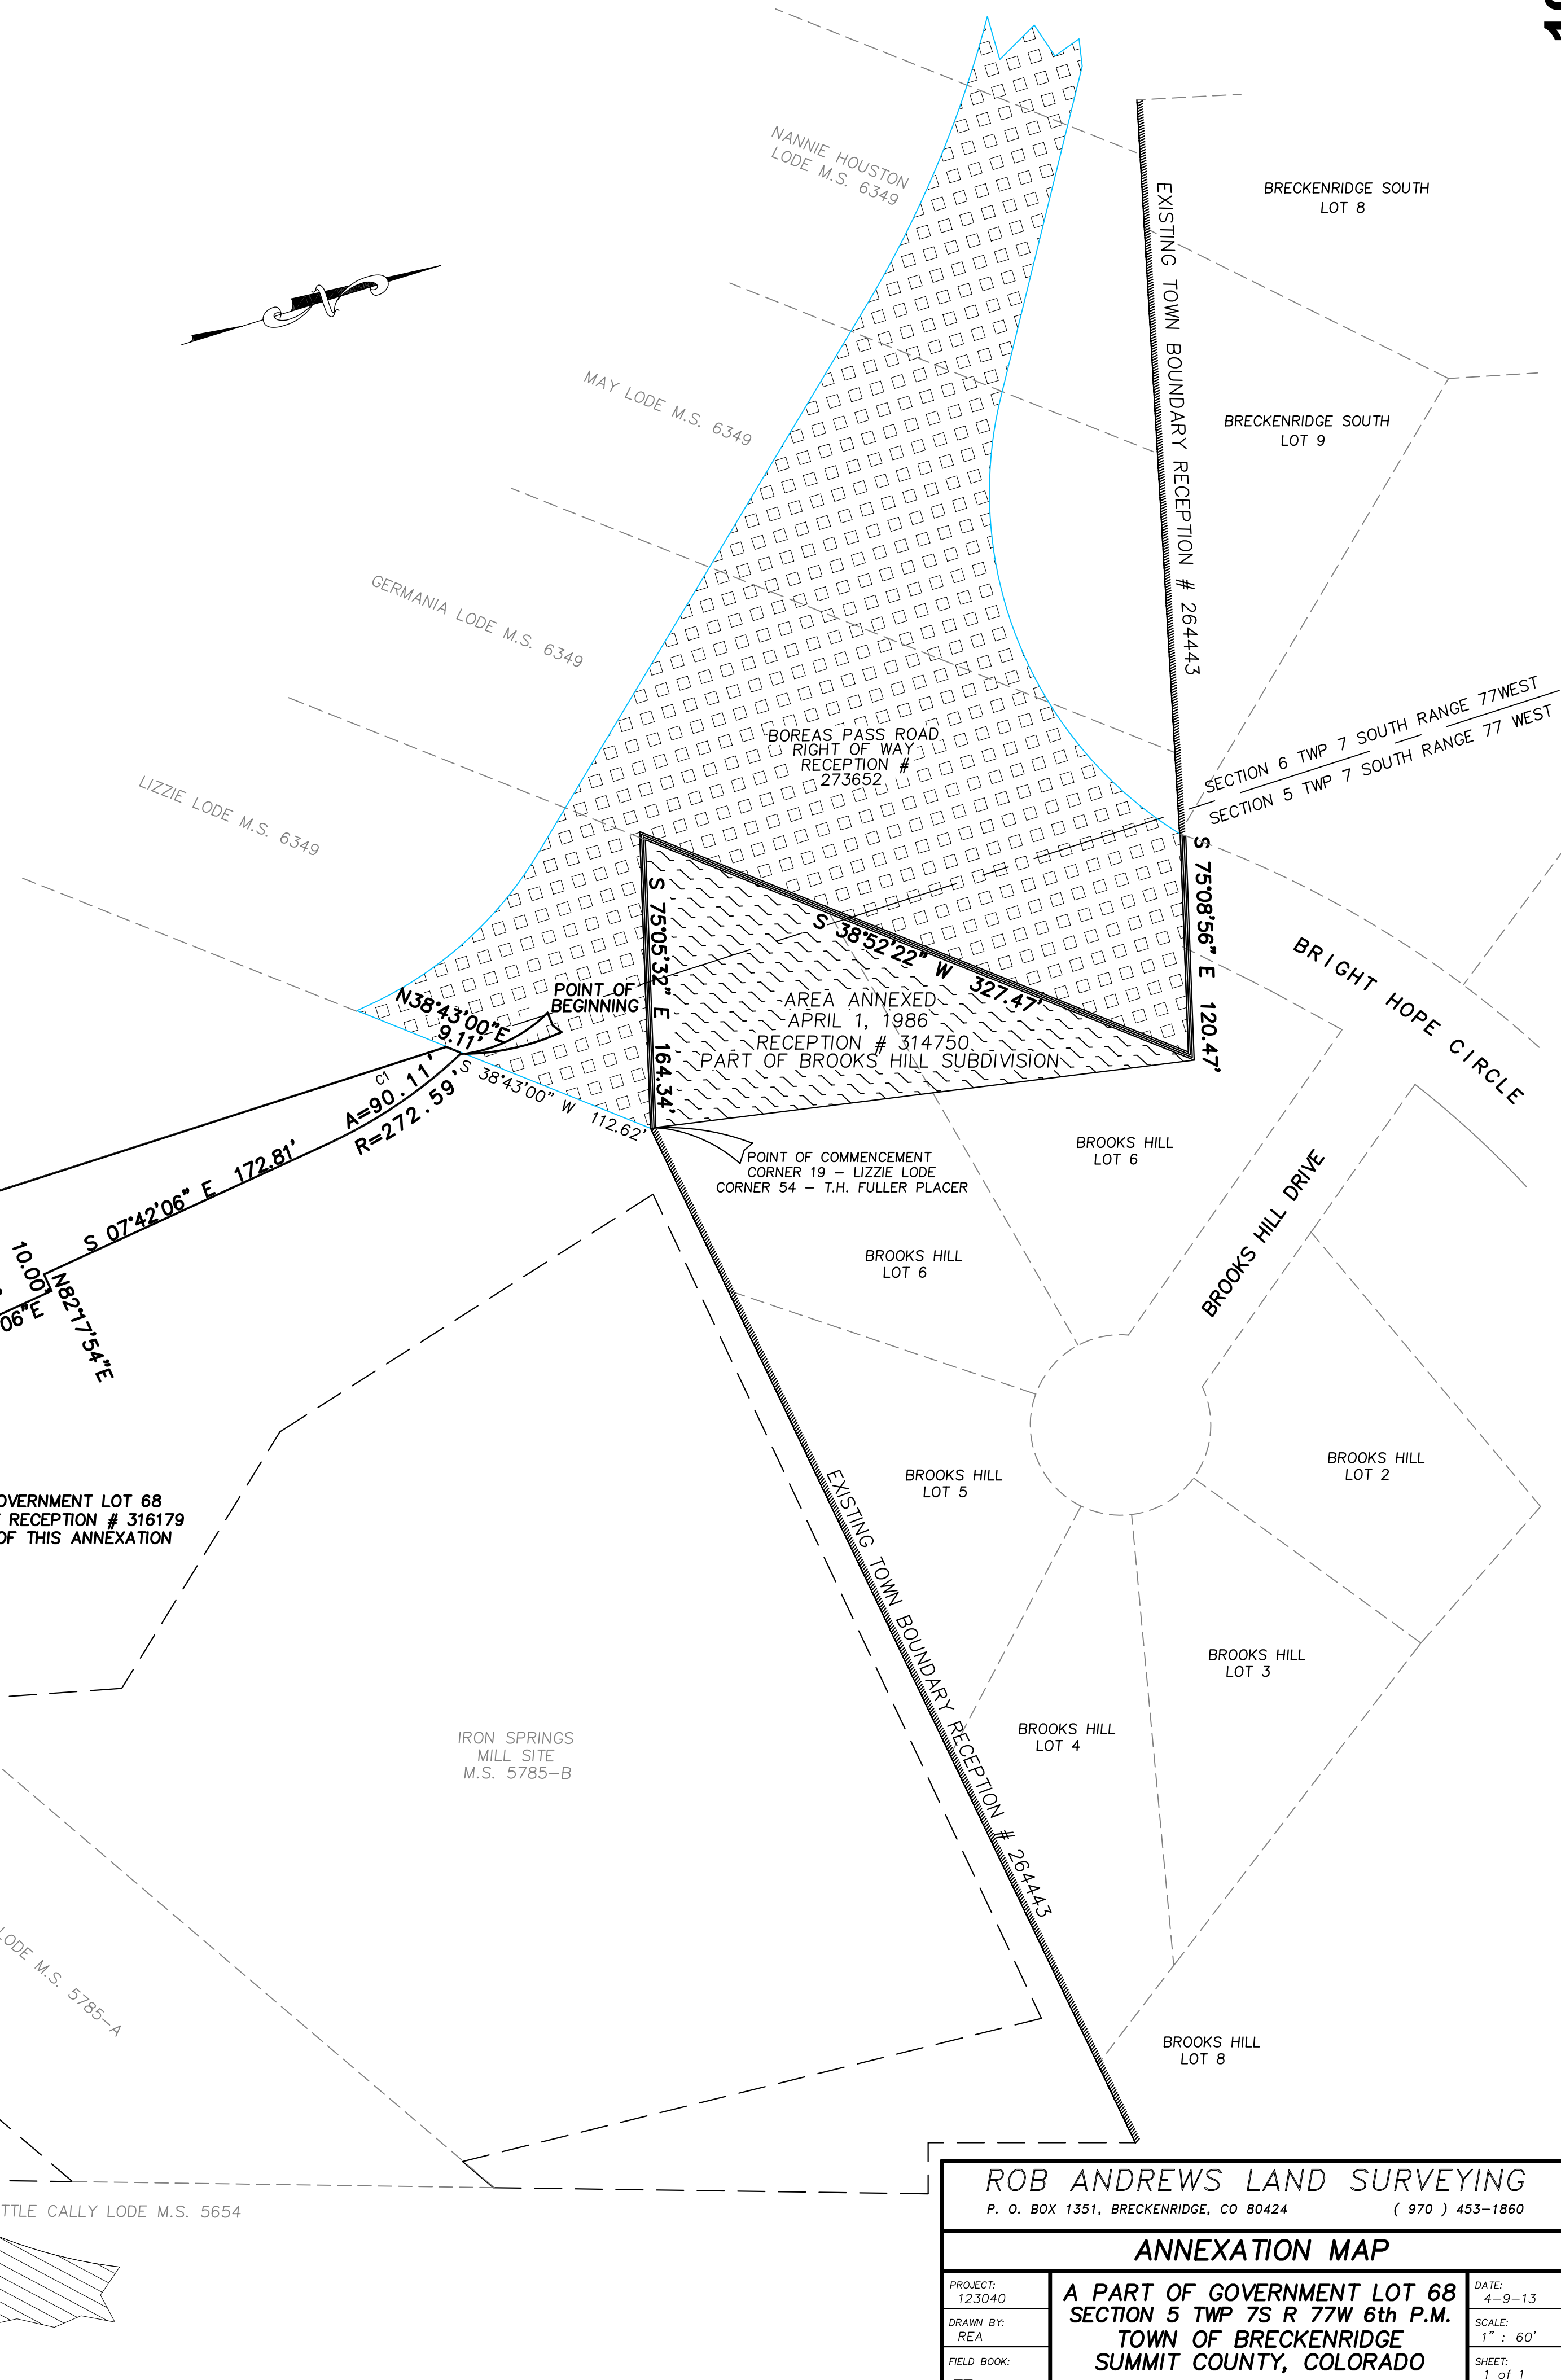 NANNIE HOUSTON
LODE M.S. 6349
BRECKENRIDGE SOUTH
LOT 8
EXISTING TOWN BOUNDARY RECEPTION # 264443
MAY LODE M.S. 6349
BRECKENRIDGE SOUTH
LOT 9
GERMANIA LODE M.S. 6349
SECTION 6 TWP 7 SOUTH RANGE 77WEST
SECTION 5 TWP 7 SOUTH RANGE 77 WEST
BOREAS PASS ROAD
RIGHT OF WAY
RECEPTION #
273652
LIZZIE LODE M.S. 6349
S 75°08'56" E 120.47'
S 75°05'32" E 164.34'
S 38°52'22" W 327.47'
BRIGHT HOPE CIRCLE
POINT OF
BEGINNING
N38°43'00"E
9.11'
AREA ANNEXED
APRIL 1, 1986
RECEPTION # 314750
PART OF BROOKS HILL SUBDIVISION
S 38°43'00" W 112.62'
C1
A=90.11'
R=272.59'
S 07°42'06" E 172.81'
POINT OF COMMENCEMENT
CORNER 19 – LIZZIE LODE
CORNER 54 – T.H. FULLER PLACER
BROOKS HILL
LOT 6
BROOKS HILL DRIVE
BROOKS HILL
LOT 6
10.00'
N82°17'54"E
06"E
BROOKS HILL
LOT 5
BROOKS HILL
LOT 2
OVERNMENT LOT 68
RECEPTION # 316179
OF THIS ANNEXATION
EXISTING TOWN BOUNDARY RECEPTION # 264443
BROOKS HILL
LOT 3
BROOKS HILL
LOT 4
IRON SPRINGS
MILL SITE
M.S. 5785–B
LODE M.S. 5785–A
BROOKS HILL
LOT 8
TTLE CALLY LODE M.S. 5654
ROB ANDREWS LAND SURVEYING
P. O. BOX 1351, BRECKENRIDGE, CO 80424 ( 970 ) 453–1860
ANNEXATION MAP
PROJECT:
123040
DRAWN BY:
REA
FIELD BOOK:
A PART OF GOVERNMENT LOT 68
SECTION 5 TWP 7S R 77W 6th P.M.
TOWN OF BRECKENRIDGE
SUMMIT COUNTY, COLORADO
DATE:
4–9–13
SCALE:
1" : 60'
SHEET:
1 of 1